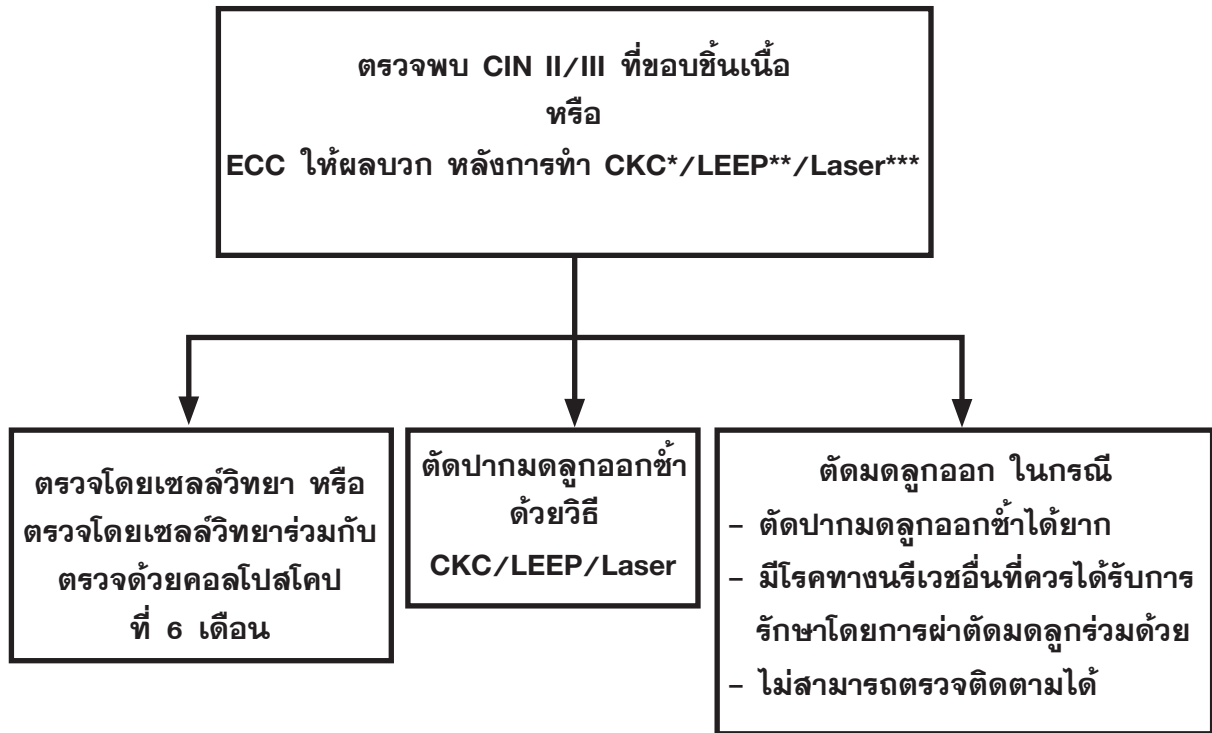 ตรวจพบ CIN II/III ที่ขอบชิ้นเนื้อ
หรือ
ECC ให้ผลบวก หลังการทำ CKC*/LEEP**/Laser***
ตรวจโดยเซลล์วิทยา หรือ
ตรวจโดยเซลล์วิทยาร่วมกับ
ตรวจด้วยคอลโปสโคป
ที่ 6 เดือน
ตัดปากมดลูกออกซ้ำ
ด้วยวิธี
CKC/LEEP/Laser
ตัดมดลูกออก ในกรณี
- ตัดปากมดลูกออกซ้ำได้ยาก
- มีโรคทางนรีเวชอื่นที่ควรได้รับการ
รักษาโดยการผ่าตัดมดลูกร่วมด้วย
- ไม่สามารถตรวจติดตามได้